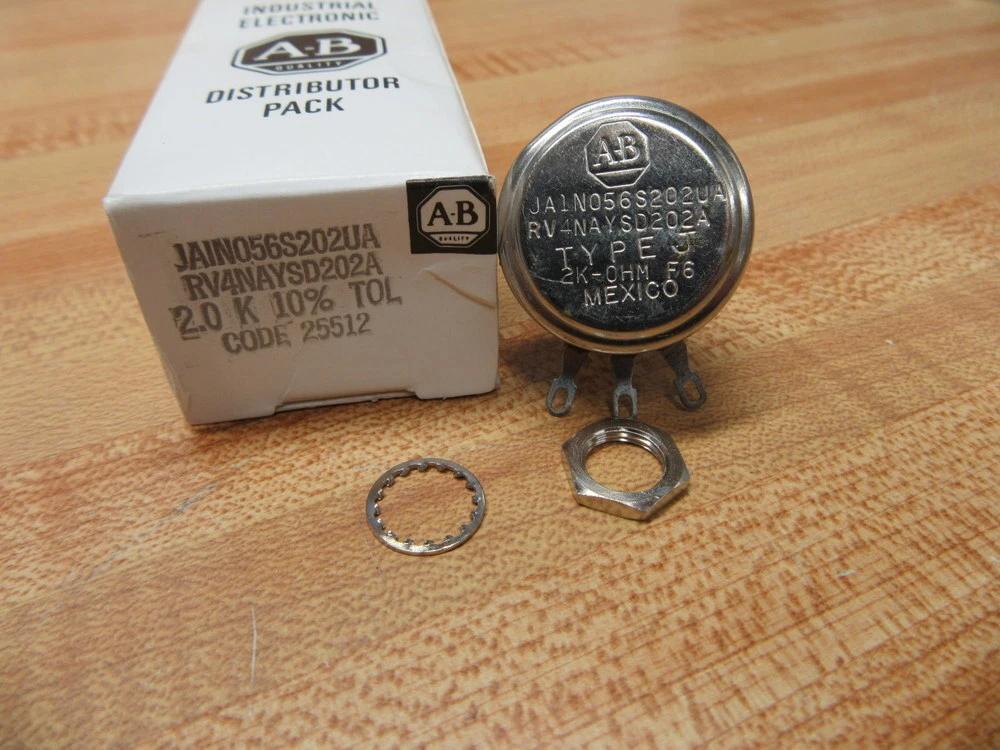 INDUSTRIAL
ELECTRONIC
A-B
QUALITY
DISTRIBUTOR
PACK
A-B
QUALITY
JA1N056S202UA
RV4NAYSD202A
2.0 K 10% TOL
CODE 25512
A-B
JA1N056S202UA
RV4NAYSD202A
TYPE J
2K-OHM F6
MEXICO